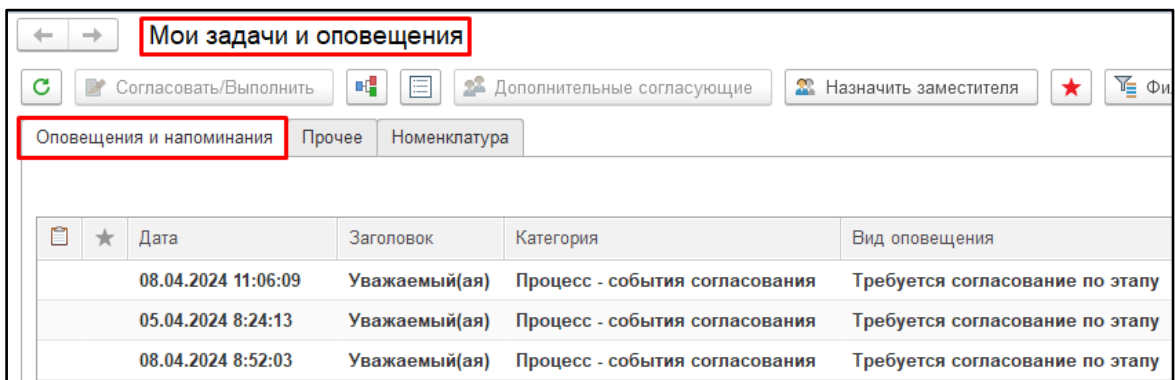 Мои задачи и оповещения
Согласовать/Выполнить Дополнительные согласующие Назначить заместителя Фи
Оповещения и напоминания Прочее Номенклатура
Дата Заголовок Категория Вид оповещения
08.04.2024 11:06:09 Уважаемый(ая) Процесс - события согласования Требуется согласование по этапу
05.04.2024 8:24:13 Уважаемый(ая) Процесс - события согласования Требуется согласование по этапу
08.04.2024 8:52:03 Уважаемый(ая) Процесс - события согласования Требуется согласование по этапу